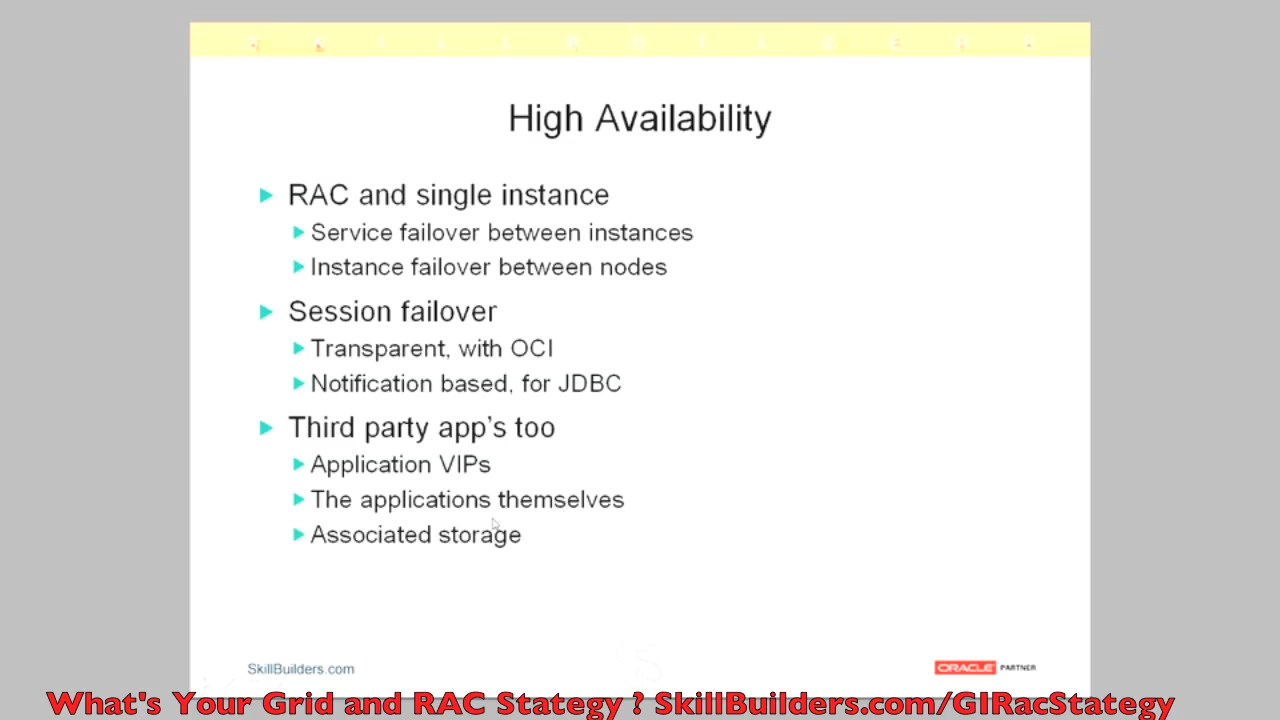 S K I L L B U I L D E R S
High Availability
RAC and single instance
Service failover between instances
Instance failover between nodes
Session failover
Transparent, with OCI
Notification based, for JDBC
Third party app's too
Application VIPs
The applications themselves
Associated storage
SkillBuilders.com
ORACLE PARTNER
What's Your Grid and RAC Stategy ? SkillBuilders.com/GIRacStategy